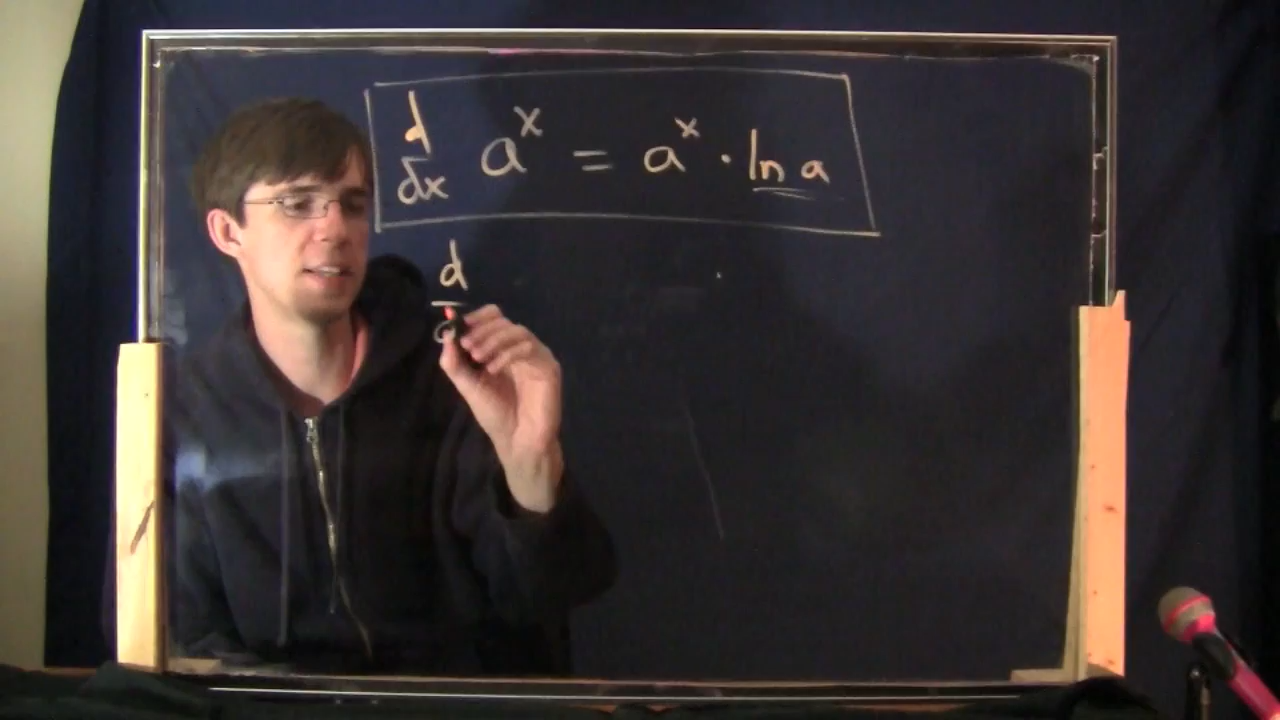 d/dx a^x = a^x · ln a
d/d